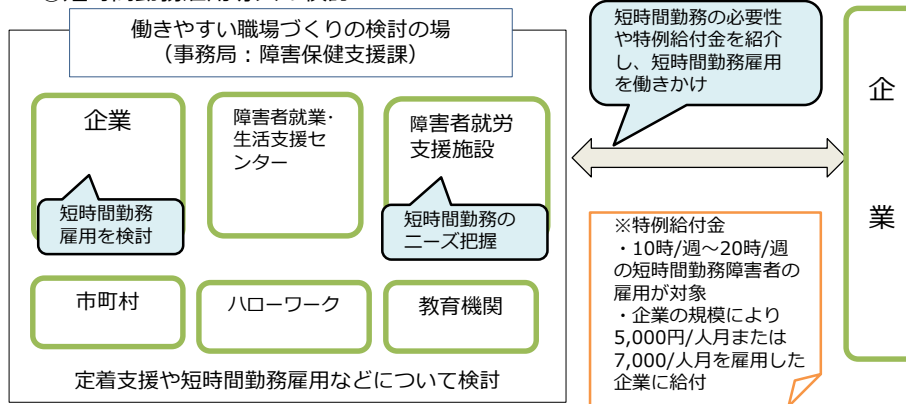 働きやすい職場づくりの検討の場
（事務局：障害保健支援課）
企業
短時間勤務
雇用を検討
障害者就業・
生活支援セ
ンター
障害者就労
支援施設
短時間勤務の
ニーズ把握
市町村
ハローワーク
教育機関
定着支援や短時間勤務雇用などについて検討
短時間勤務の必要性
や特例給付金を紹介
し、短時間勤務雇用
を働きかけ
※特例給付金
・10時/週～20時/週
の短時間勤務障害者の
雇用が対象
・企業の規模により
5,000円/人月または
7,000/人月を雇用した
企業に給付
企
業